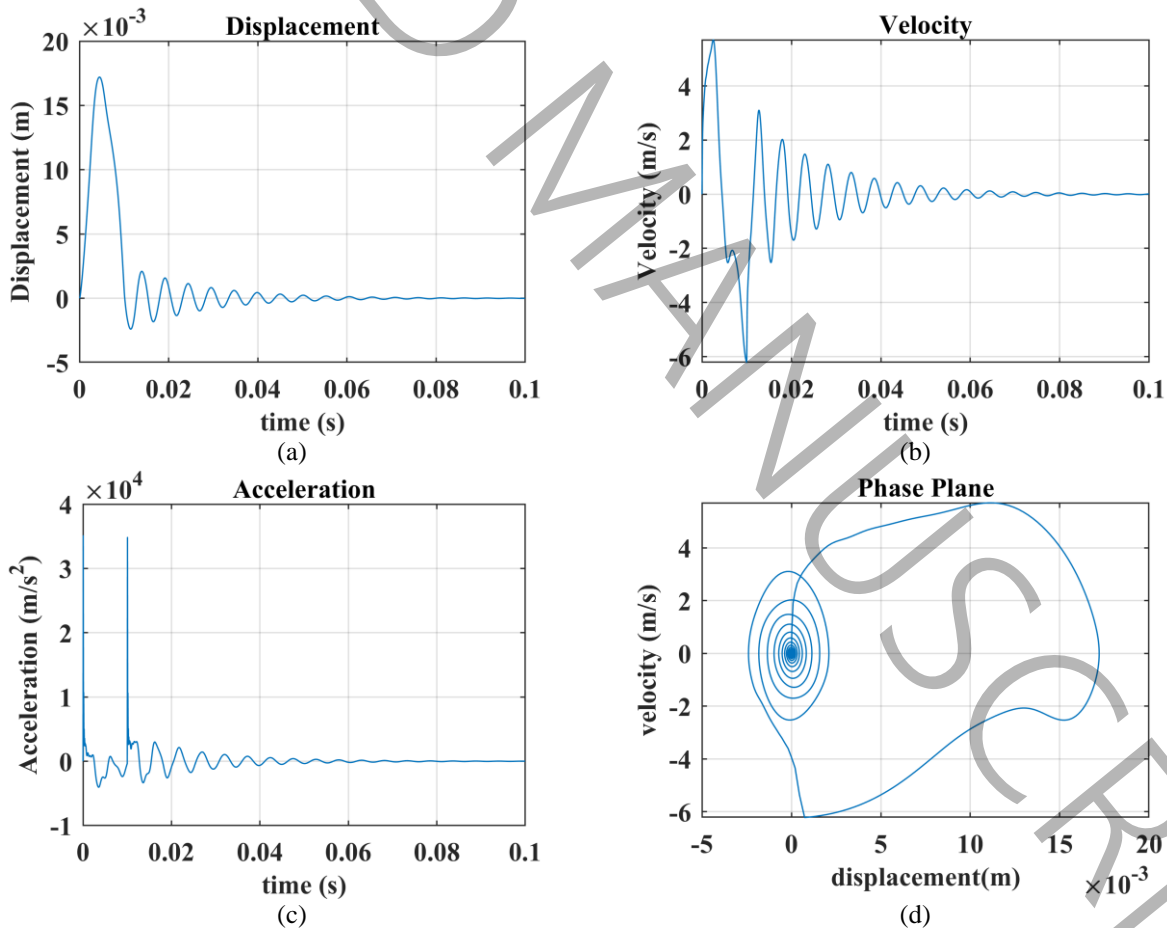 ×10⁻³
Displacement
20
15
10
5
0
-5
Displacement (m)
0 0.02 0.04 0.06 0.08 0.1
time (s)
(a)
Velocity
4
2
0
-2
-4
-6
Velocity (m/s)
0 0.02 0.04 0.06 0.08 0.1
time (s)
(b)
×10⁴
Acceleration
4
3
2
1
0
-1
Acceleration (m/s²)
0 0.02 0.04 0.06 0.08 0.1
time (s)
(c)
Phase Plane
4
2
0
-2
-4
-6
velocity (m/s)
-5 0 5 10 15 20
displacement(m)
×10⁻³
(d)